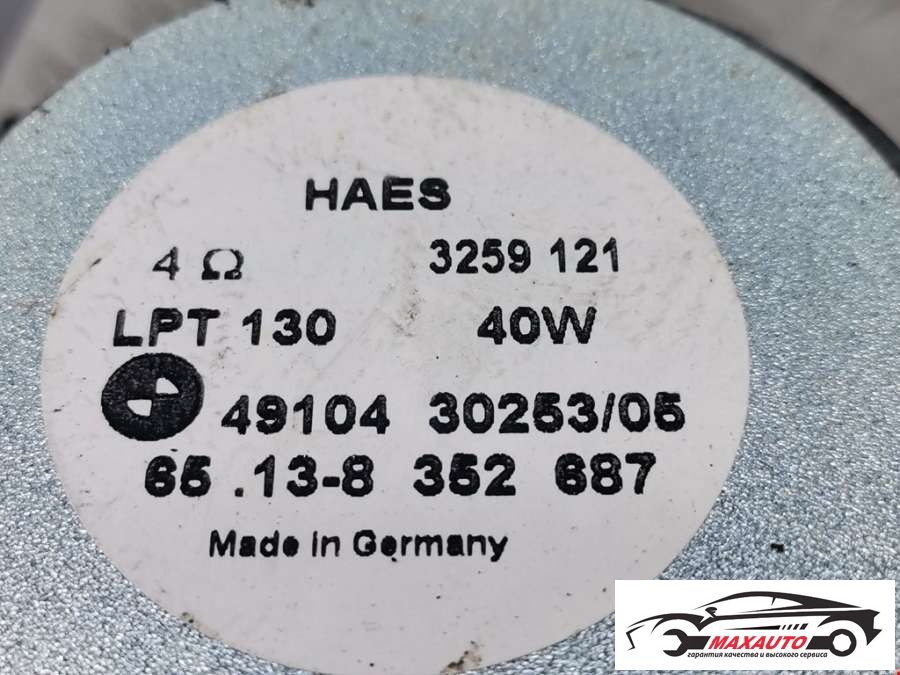 HAES
4 Ω 3259 121
LPT 130 40W
49104 30253/05
65 .13-8 352 687
Made in Germany
MAXAUTO
гарантия качества и высокого сервиса